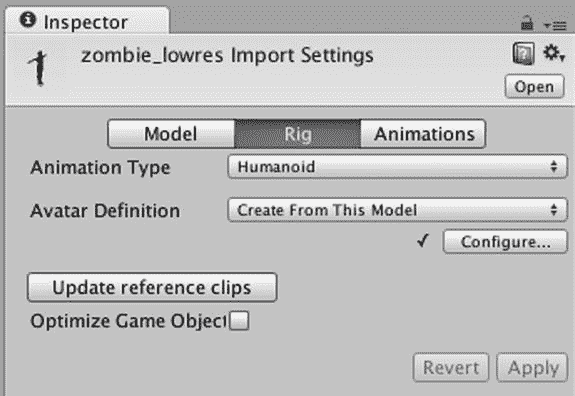 Inspector
zombie_lowres Import Settings
Open
Model Rig Animations
Animation Type Humanoid
Avatar Definition Create From This Model
✓ Configure...
Update reference clips
Optimize Game Object
Revert Apply